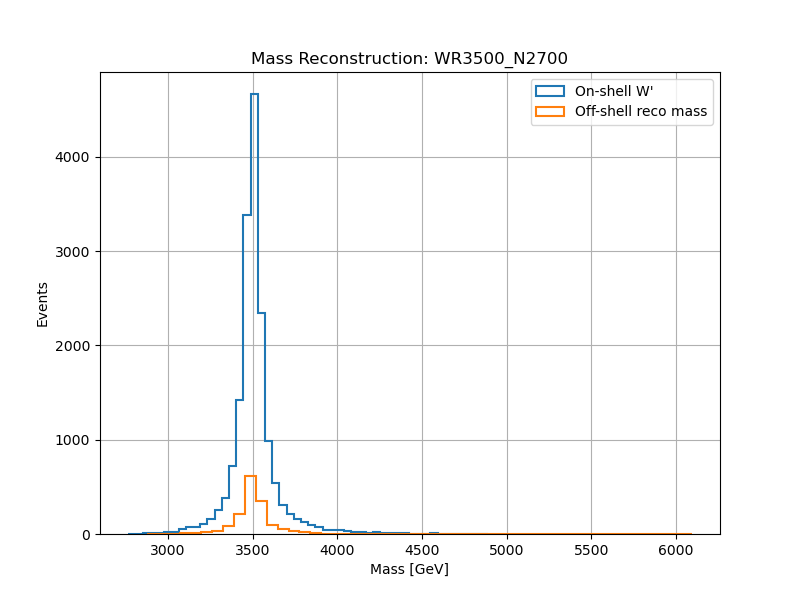 Mass Reconstruction: WR3500_N2700
On-shell W'
Off-shell reco mass
Events
4000
3000
2000
1000
0
3000 3500 4000 4500 5000 5500 6000
Mass [GeV]